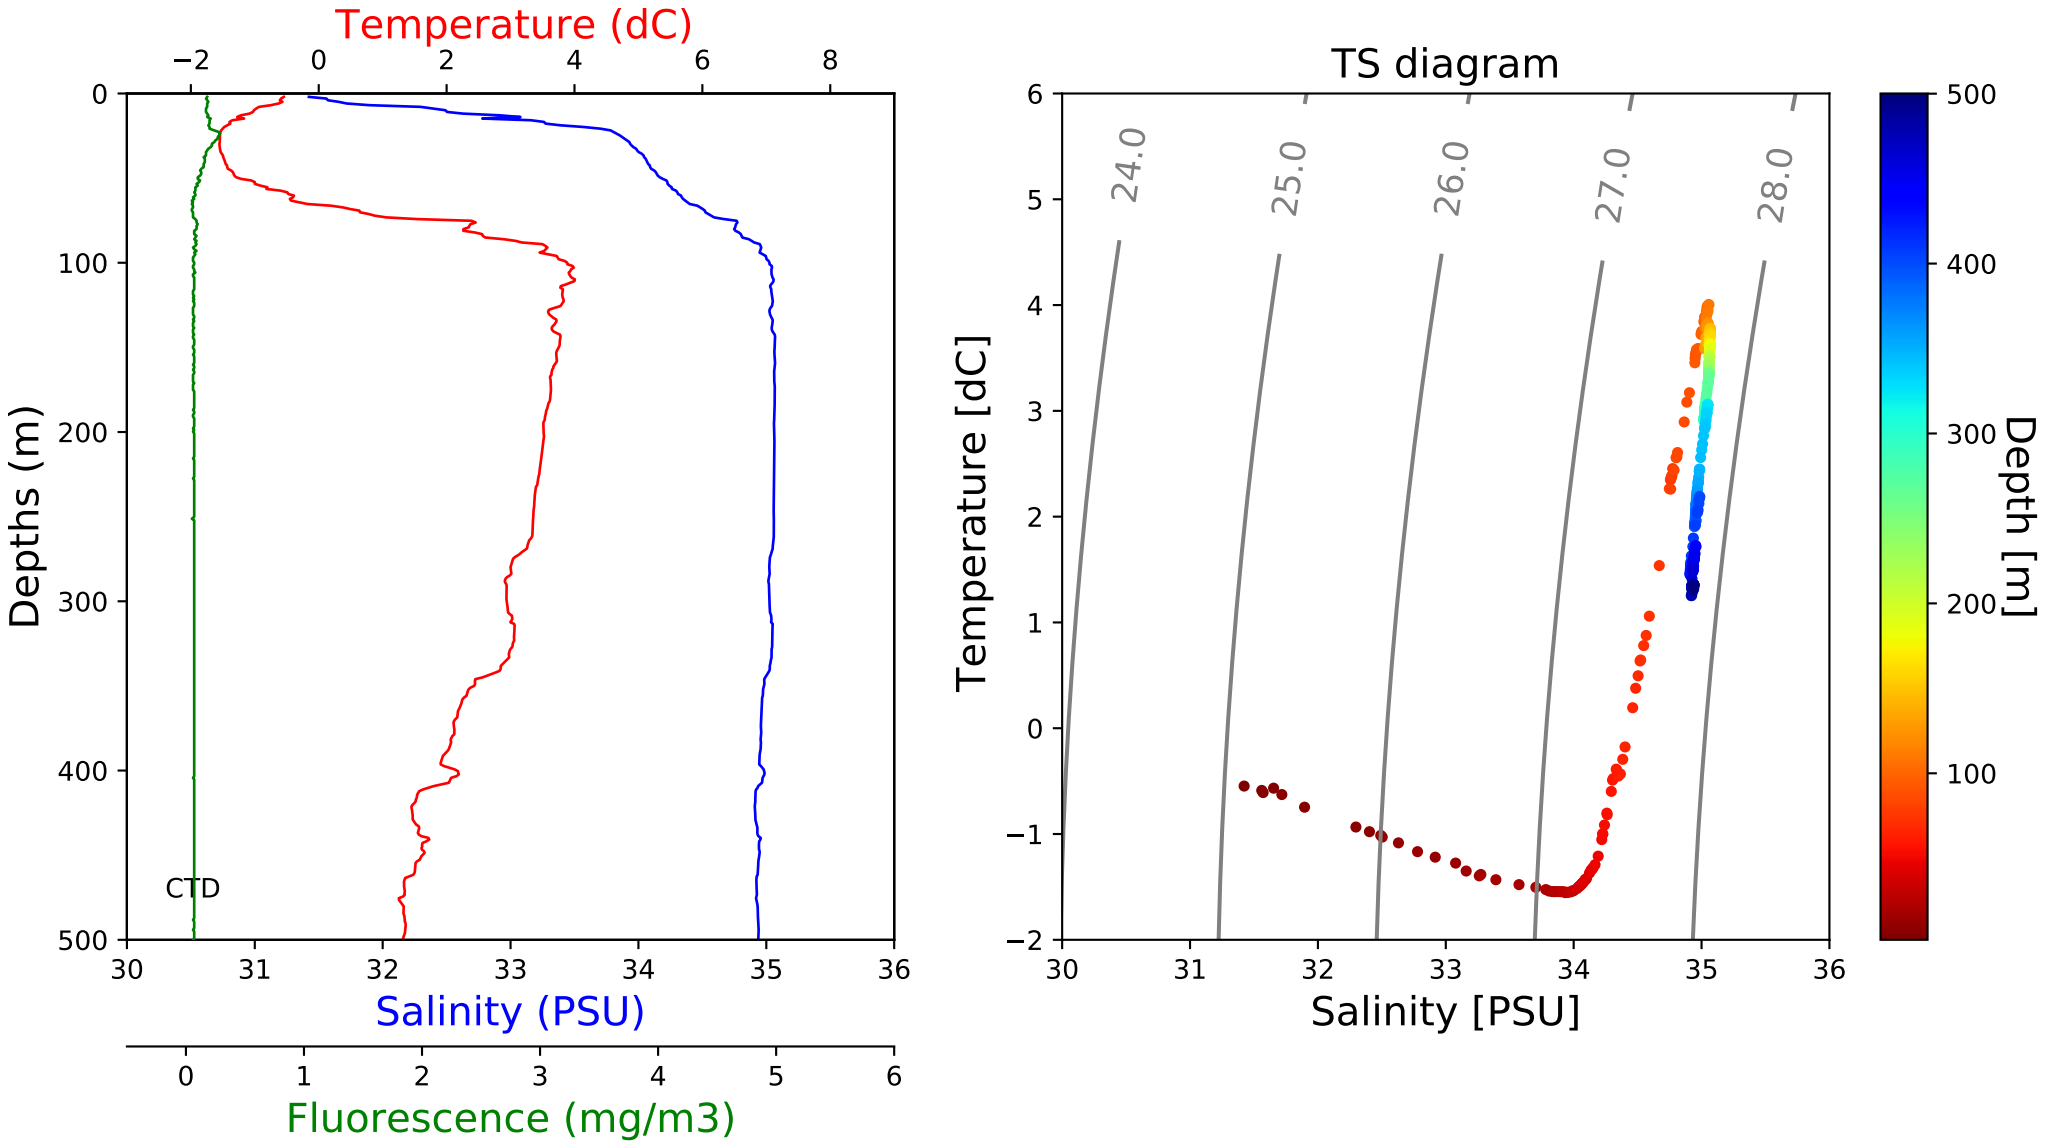 Temperature (dC)
−2 0 2 4 6 8
0
100
200
300
400
500
Depths (m)
CTD
30 31 32 33 34 35 36
Salinity (PSU)
0 1 2 3 4 5 6
Fluorescence (mg/m3)
TS diagram
6
5
4
3
2
1
0
−1
−2
Temperature [dC]
24.0 25.0 26.0 27.0 28.0
30 31 32 33 34 35 36
Salinity [PSU]
500
400
300
200
100
Depth [m]